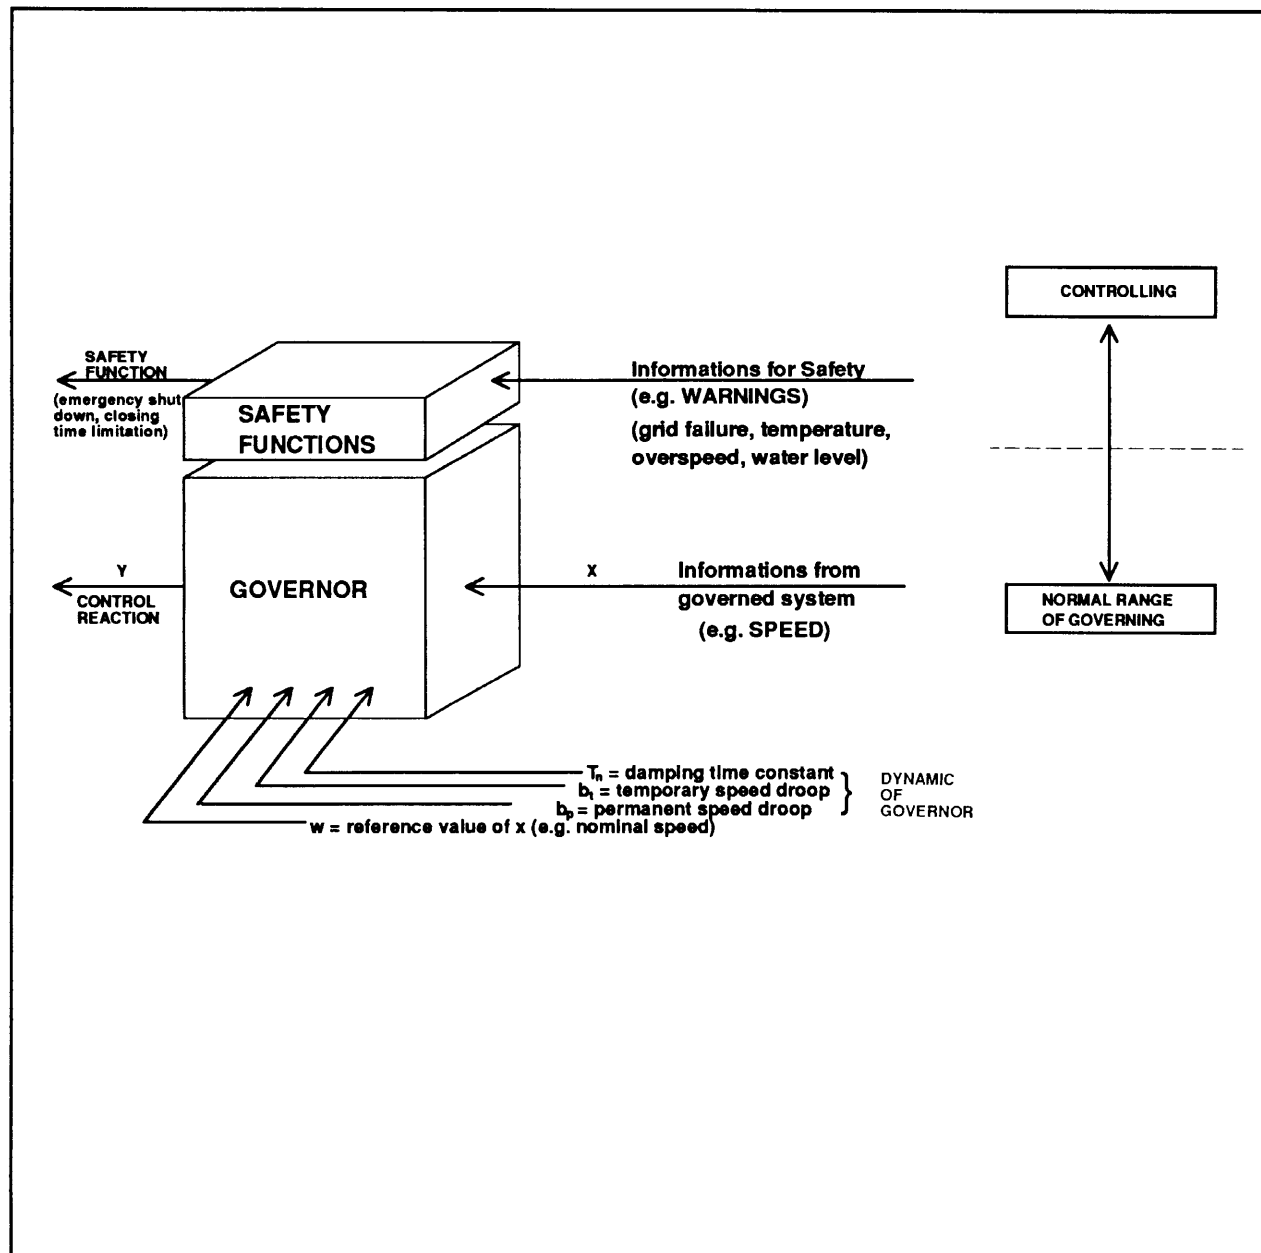 CONTROLLING
SAFETY
FUNCTION
(emergency shut
down, closing
time limitation)
SAFETY
FUNCTIONS
Informations for Safety
(e.g. WARNINGS)
(grid failure, temperature,
overspeed, water level)
Y
CONTROL
REACTION
GOVERNOR
X
Informations from
governed system
(e.g. SPEED)
NORMAL RANGE
OF GOVERNING
Tn = damping time constant
bt = temporary speed droop
bp = permanent speed droop
w = reference value of x (e.g. nominal speed)
DYNAMIC
OF
GOVERNOR